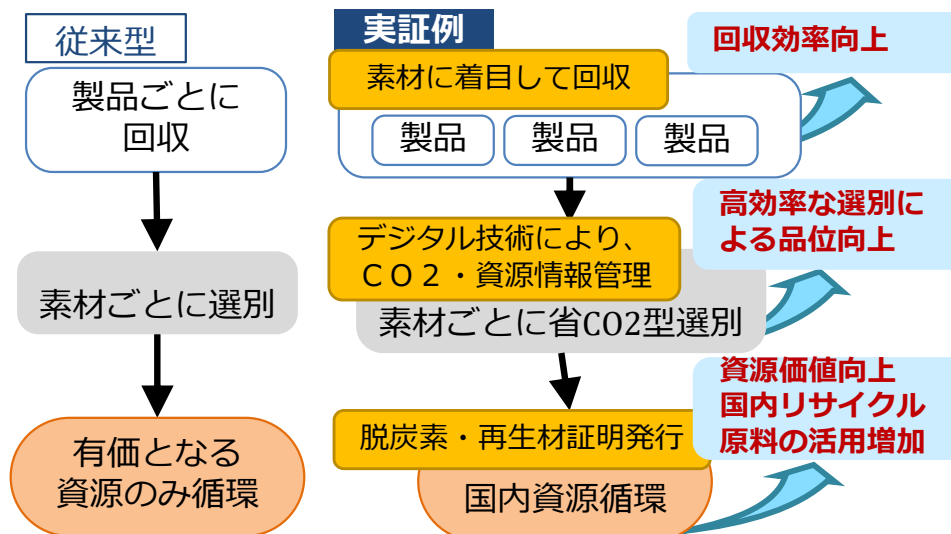 従来型
製品ごとに
回収
素材ごとに選別
有価となる
資源のみ循環
実証例
素材に着目して回収
製品
製品
製品
デジタル技術により、
ＣＯ２・資源情報管理
素材ごとに省CO2型選別
脱炭素・再生材証明発行
国内資源循環
回収効率向上
高効率な選別に
よる品位向上
資源価値向上
国内リサイクル
原料の活用増加